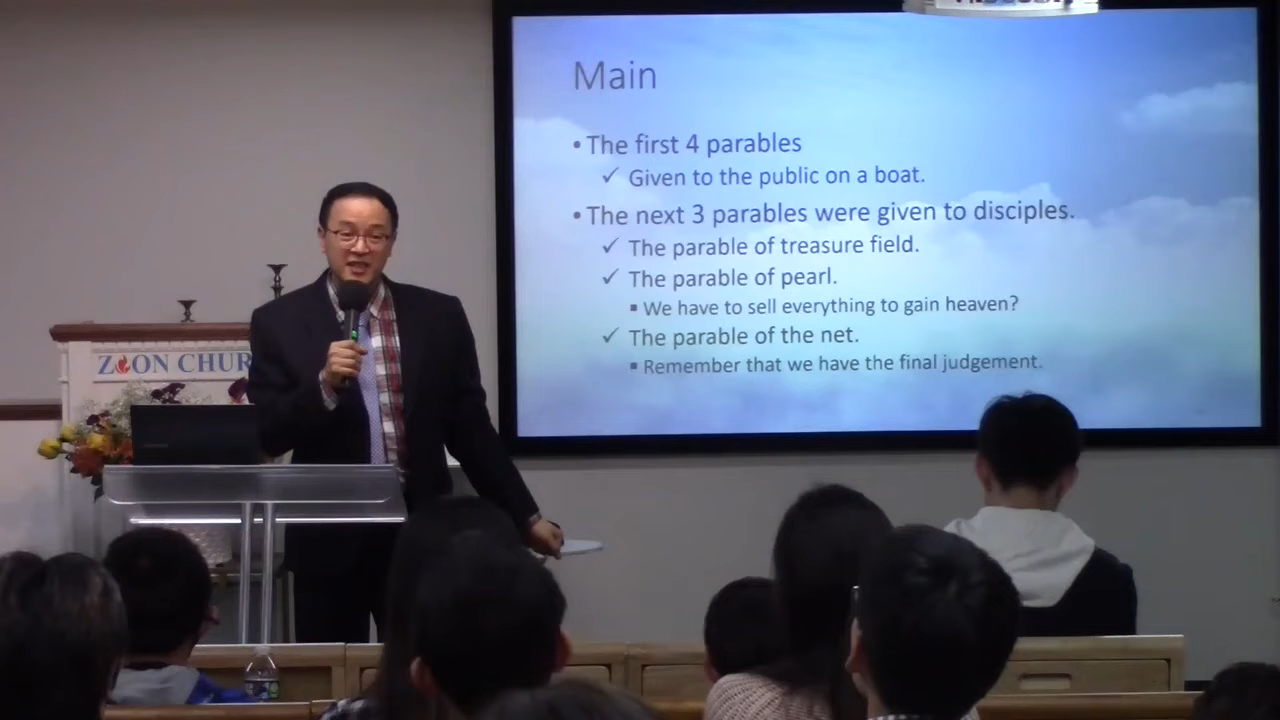 Main
• The first 4 parables
✓ Given to the public on a boat.
• The next 3 parables were given to disciples.
✓ The parable of treasure field.
✓ The parable of pearl.
▪ We have to sell everything to gain heaven?
✓ The parable of the net.
▪ Remember that we have the final judgement.
ZOON CHUR